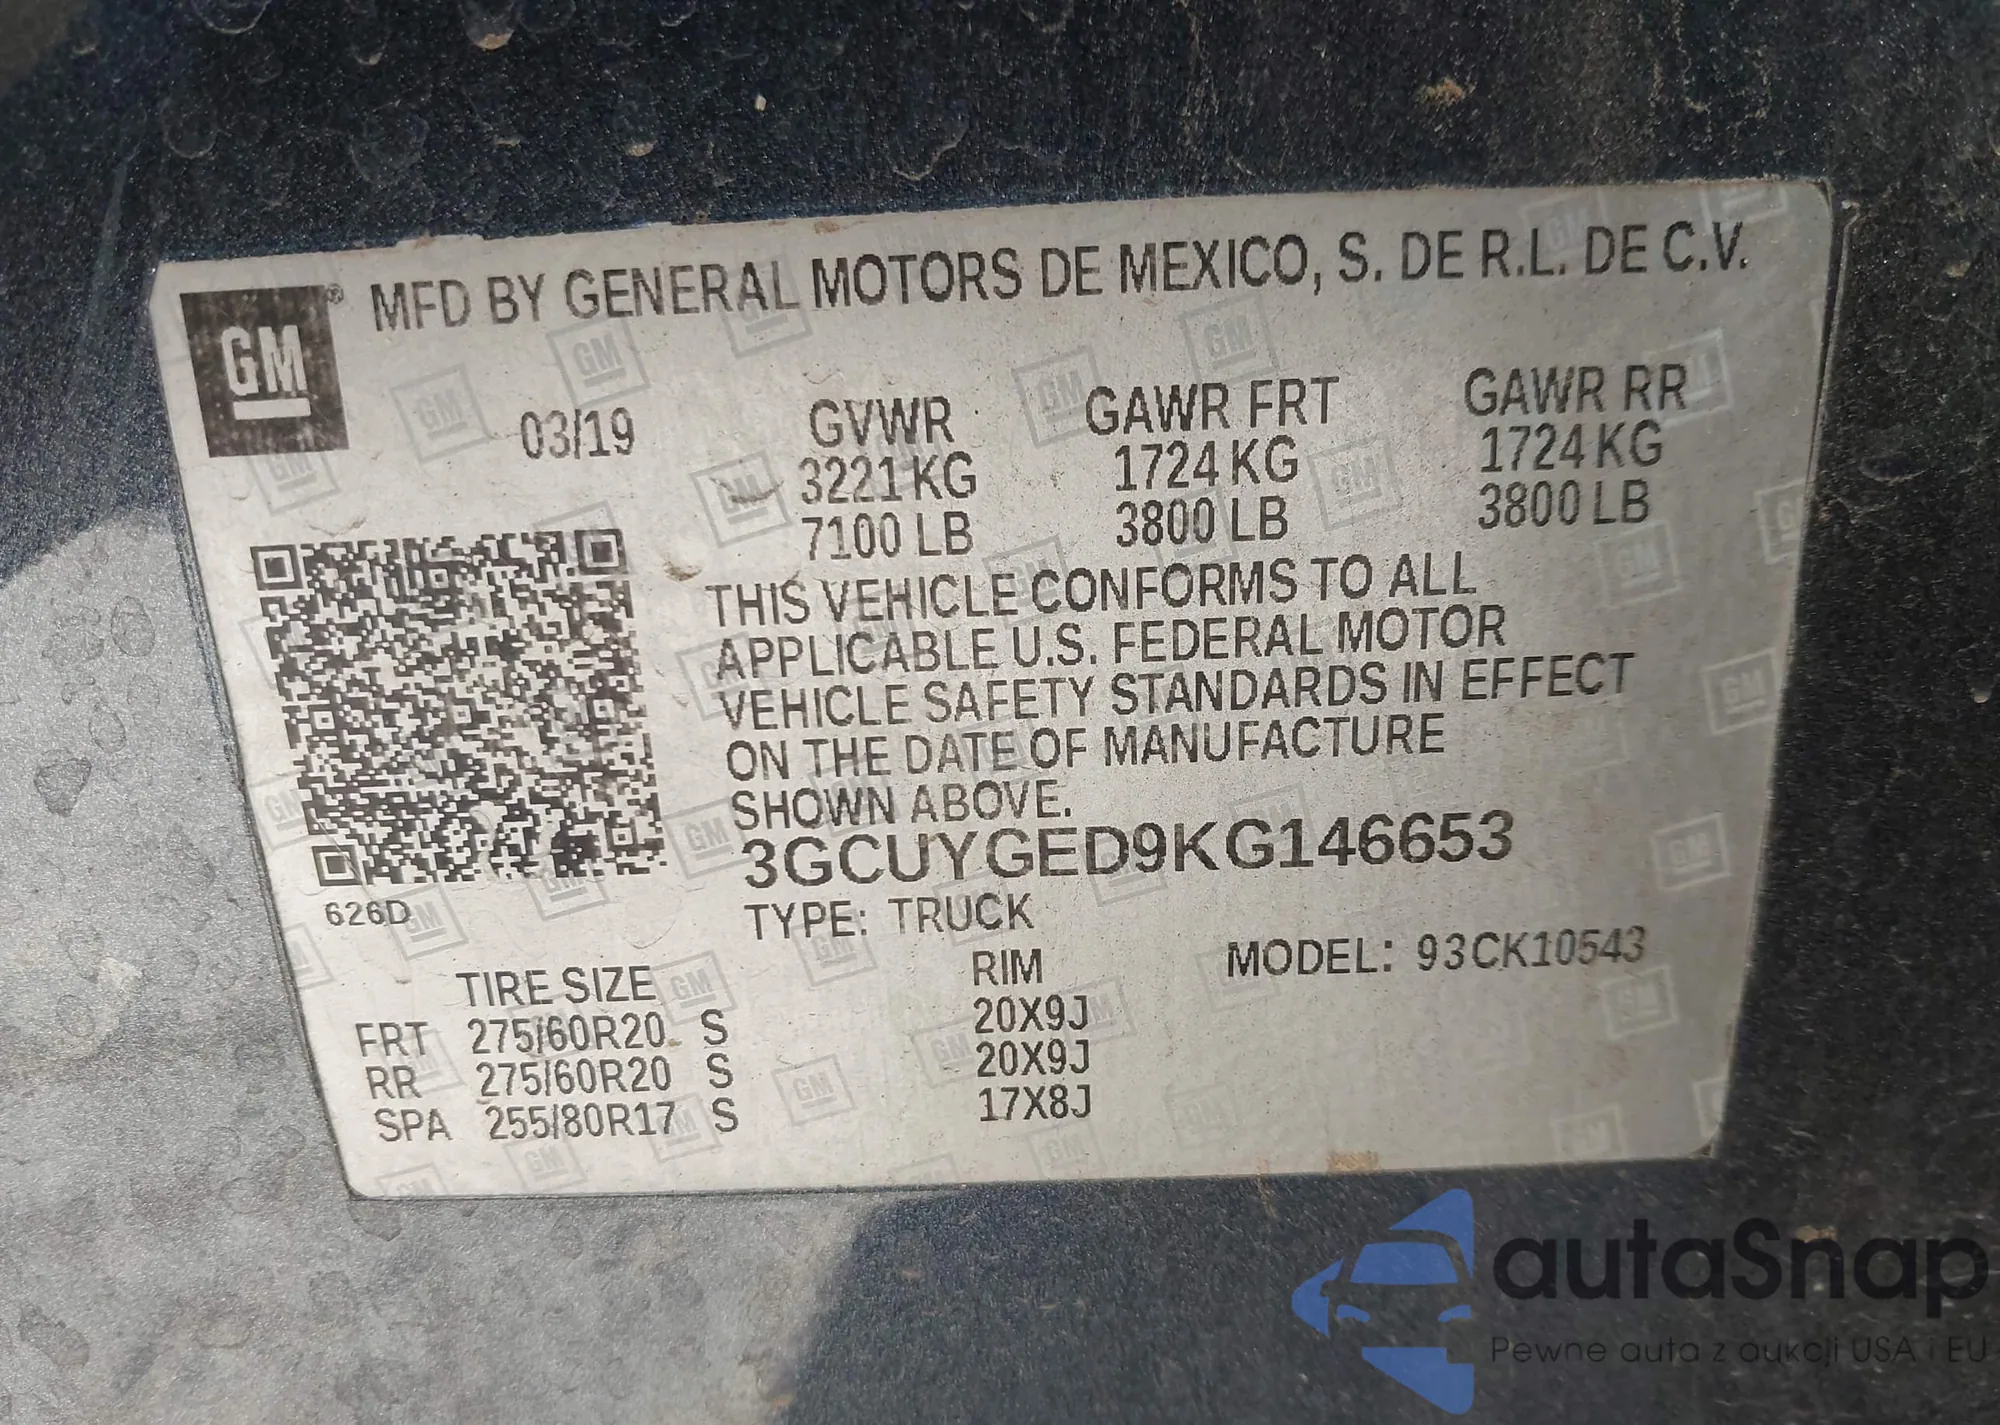 GM® MFD BY GENERAL MOTORS DE MEXICO, S. DE R.L. DE C.V.
03/19 GVWR GAWR FRT GAWR RR
3221 KG 1724 KG 1724 KG
7100 LB 3800 LB 3800 LB
THIS VEHICLE CONFORMS TO ALL
APPLICABLE U.S. FEDERAL MOTOR
VEHICLE SAFETY STANDARDS IN EFFECT
ON THE DATE OF MANUFACTURE
SHOWN ABOVE.
3GCUYGED9KG146653
626D
TYPE: TRUCK
MODEL: 93CK10543
TIRE SIZE RIM
FRT 275/60R20 S 20X9J
RR 275/60R20 S 20X9J
SPA 255/80R17 S 17X8J
autaSnap
Pewne auta z aukcji USA i EU